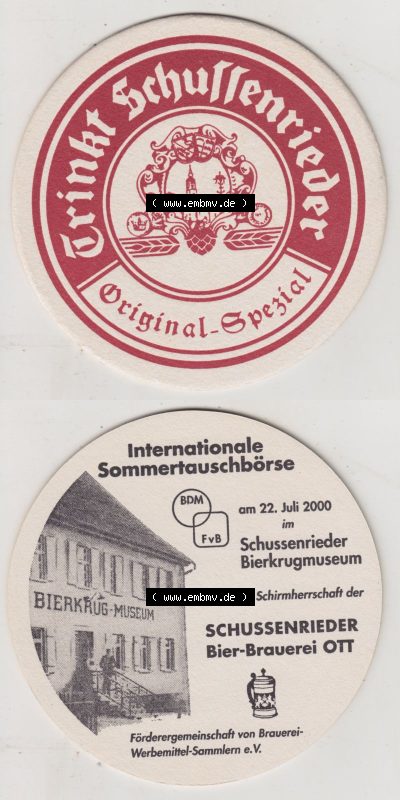 Trinkt Schussenrieder
( www.embmv.de )
Original-Spezial
Internationale
Sommertauschbörse
BDM
FvB
am 22. Juli 2000
im
Schussenrieder
Bierkrugmuseum
BIERKRUG-MUSEUM
( www.embmv.de )
Schirmherrschaft der
SCHUSSENRIEDER
Bier-Brauerei OTT
Förderergemeinschaft von Brauerei-
Werbemittel-Sammlern e.V.